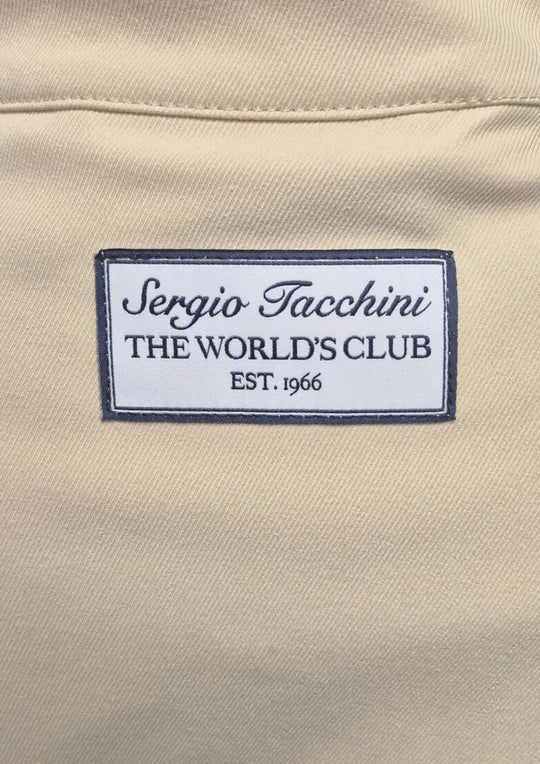 Sergio Tacchini
THE WORLD'S CLUB
EST. 1966